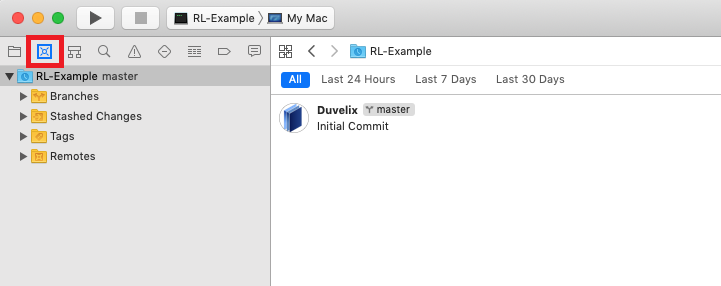 RL-Example 〉 My Mac
RL-Example
RL-Example master
All Last 24 Hours Last 7 Days Last 30 Days
Branches
Stashed Changes
Tags
Remotes
Duvelix master
Initial Commit